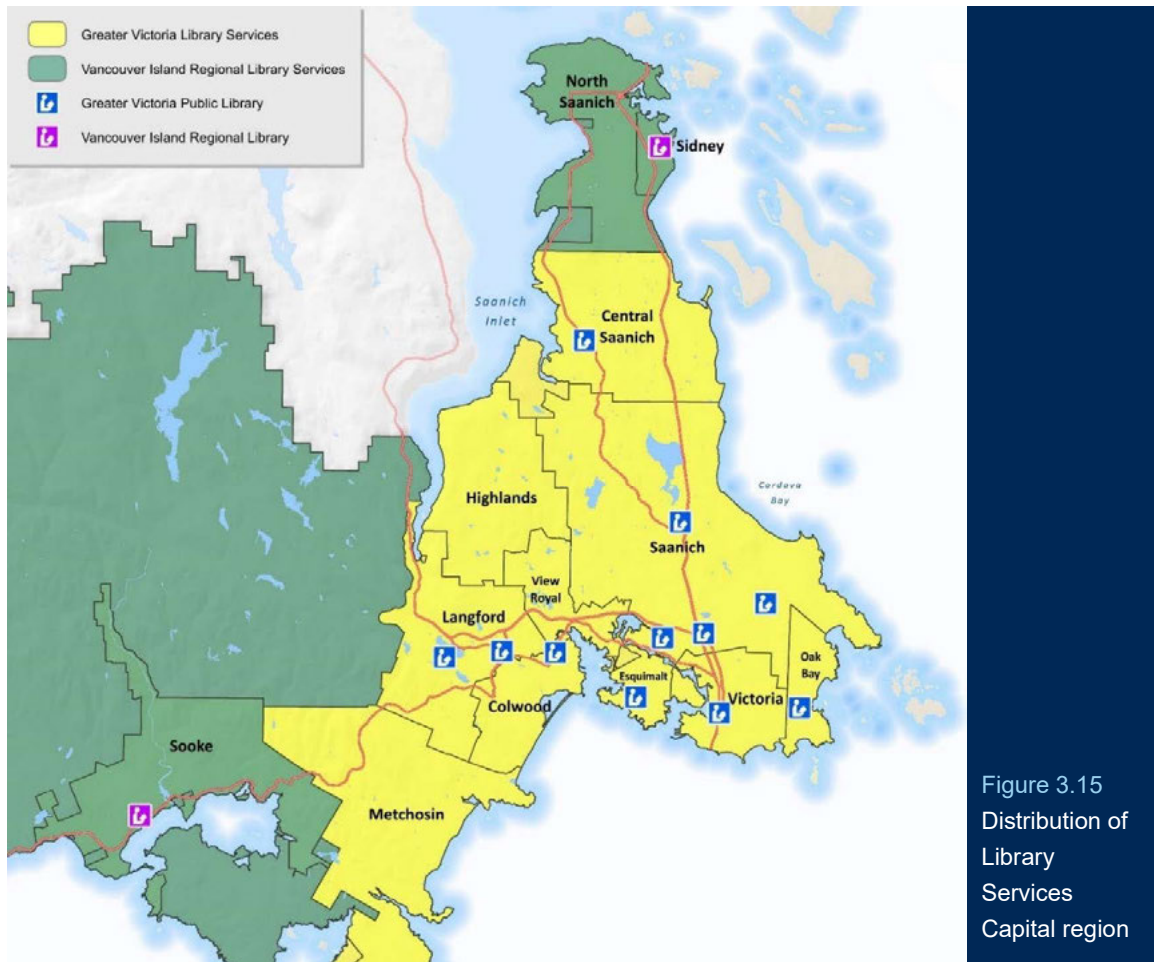 Greater Victoria Library Services
Vancouver Island Regional Library Services
Greater Victoria Public Library
Vancouver Island Regional Library
North
Saanich
Sidney
Saanich
Inlet
Central
Saanich
Highlands
Cordova
Bay
Saanich
View
Royal
Langford
Oak
Bay
Esquimalt
Victoria
Colwood
Sooke
Metchosin
Figure 3.15
Distribution of
Library
Services
Capital region